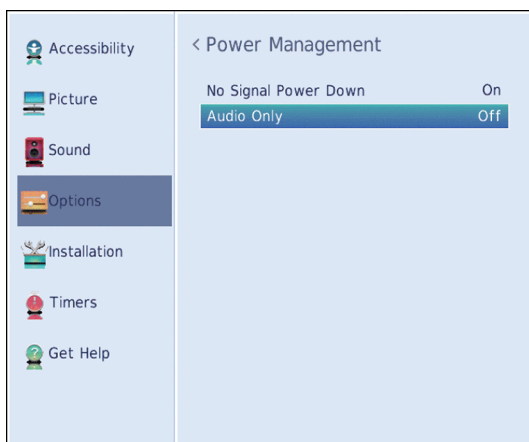 Accessibility
Picture
Sound
Options
Installation
Timers
Get Help
< Power Management
No Signal Power Down On
Audio Only Off